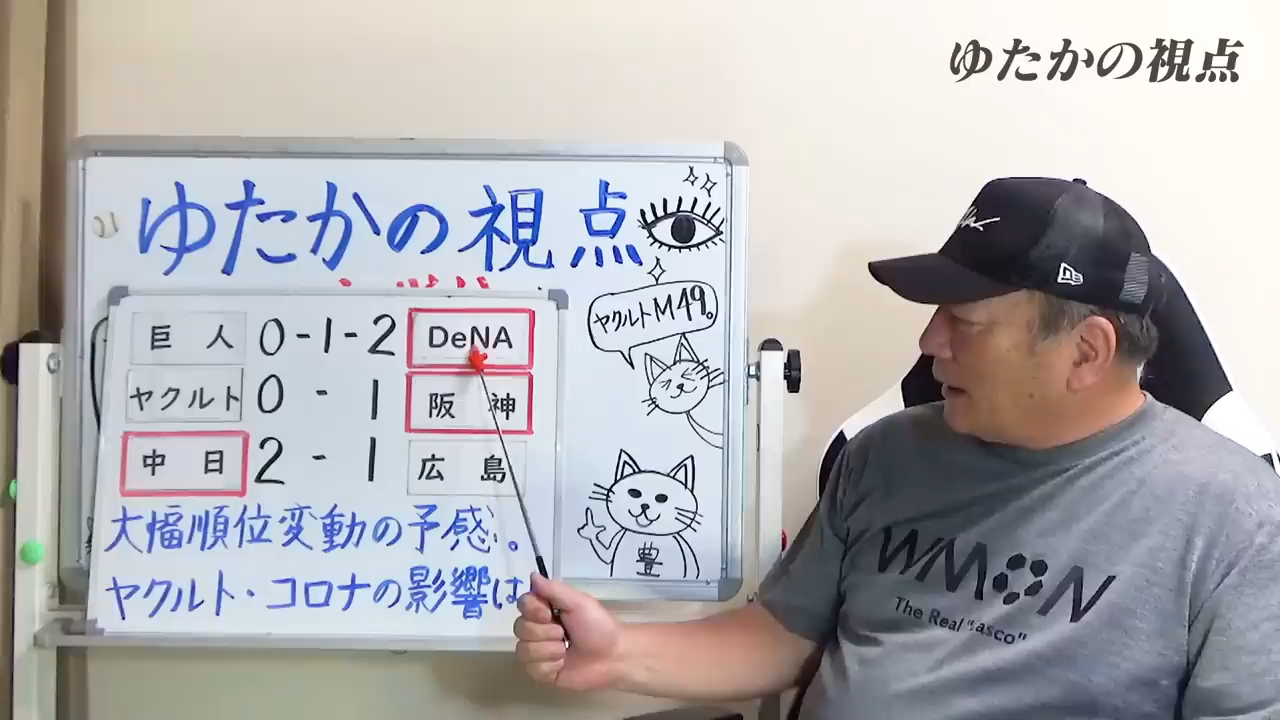 ゆたかの視点
ゆたかの視点
ヤクルトM49。
巨人 0-1-2 DeNA
ヤクルト 0-1 阪神
中日 2-1 広島
大幅順位変動の予感。
ヤクルト・コロナの影響は
豊
WMON
The Real "asco"